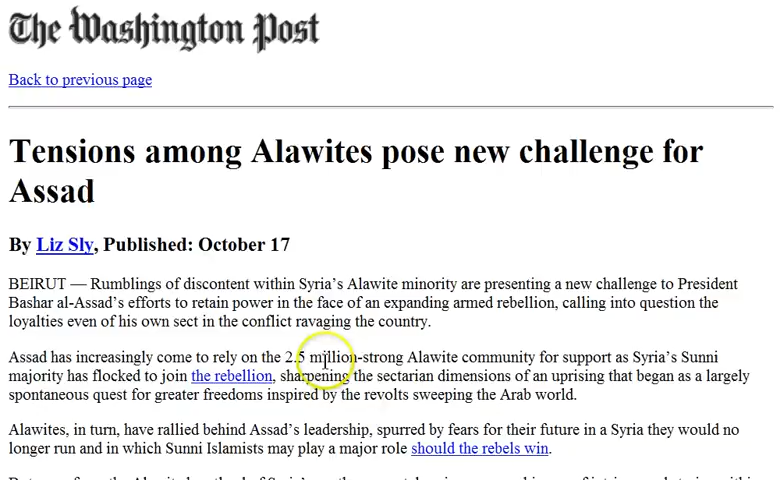 The Washington Post
Back to previous page
Tensions among Alawites pose new challenge for
Assad
By Liz Sly, Published: October 17
BEIRUT — Rumblings of discontent within Syria's Alawite minority are presenting a new challenge to President
Bashar al-Assad's efforts to retain power in the face of an expanding armed rebellion, calling into question the
loyalties even of his own sect in the conflict ravaging the country.
Assad has increasingly come to rely on the 2.5 million-strong Alawite community for support as Syria's Sunni
majority has flocked to join the rebellion, sharpening the sectarian dimensions of an uprising that began as a largely
spontaneous quest for greater freedoms inspired by the revolts sweeping the Arab world.
Alawites, in turn, have rallied behind Assad's leadership, spurred by fears for their future in a Syria they would no
longer run and in which Sunni Islamists may play a major role should the rebels win.